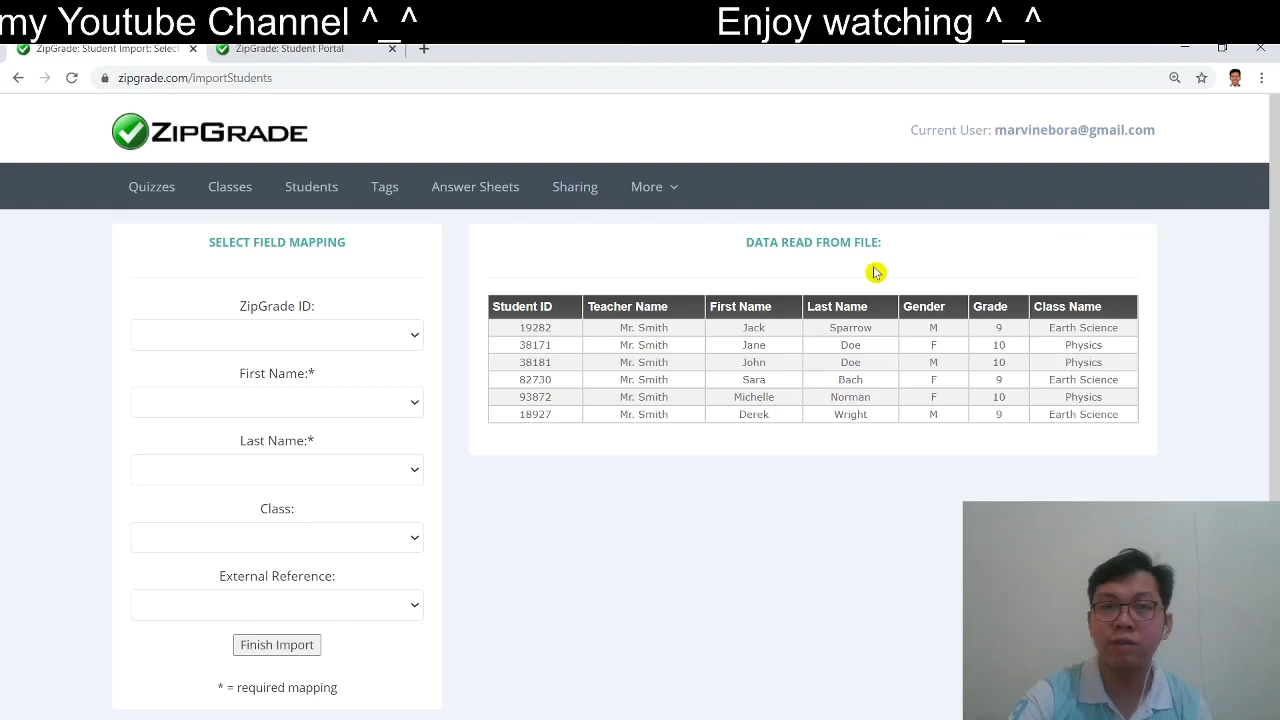 my Youtube Channel ^_^ Enjoy watching ^_^
ZipGrade: Student Import: Select
ZipGrade: Student Portal
zipgrade.com/importStudents
ZIPGRADE
Current User: marvinebora@gmail.com
Quizzes Classes Students Tags Answer Sheets Sharing More
SELECT FIELD MAPPING
ZipGrade ID:
First Name:*
Last Name:*
Class:
External Reference:
Finish Import
* = required mapping
DATA READ FROM FILE:
Student ID Teacher Name First Name Last Name Gender Grade Class Name
19282 Mr. Smith Jack Sparrow M 9 Earth Science
38171 Mr. Smith Jane Doe F 10 Physics
38181 Mr. Smith John Doe M 10 Physics
82730 Mr. Smith Sara Bach F 9 Earth Science
93872 Mr. Smith Michelle Norman F 10 Physics
18927 Mr. Smith Derek Wright M 9 Earth Science